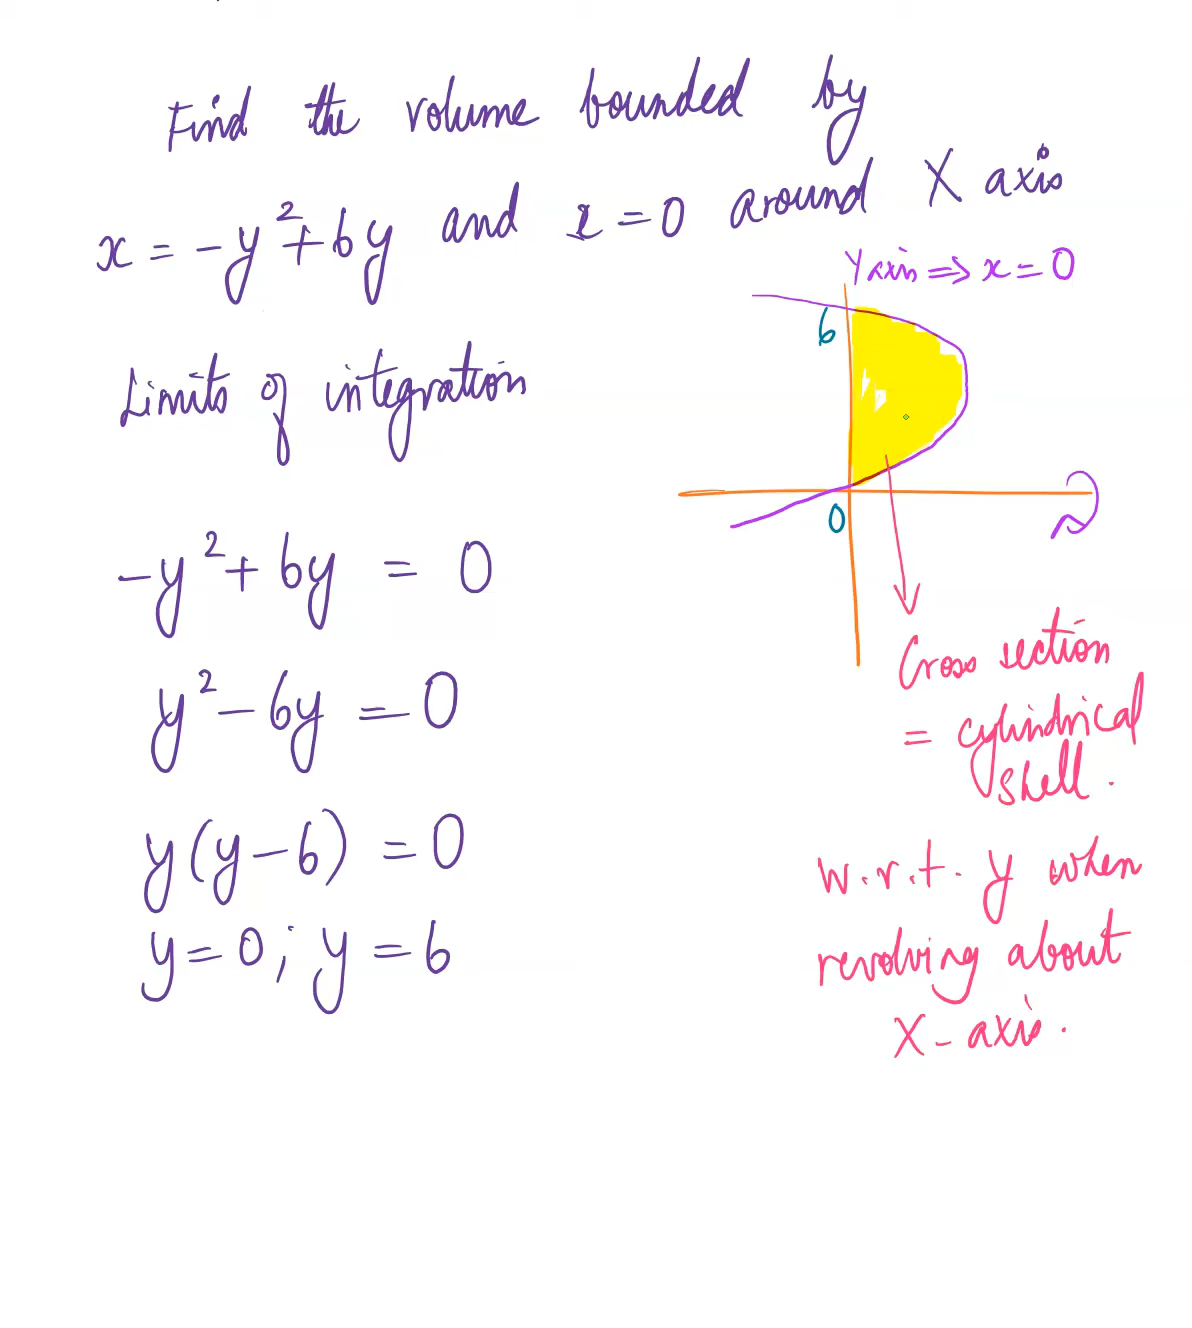 Find the volume bounded by
x = -y² + 6y and x = 0 around X axis
Y axis ⇒ x = 0
6
Limits of integration
0
-y² + 6y = 0
Cross section
y² - 6y = 0
= cylindrical
shell.
y(y-6) = 0
w.r.t. y when
y = 0 ; y = 6
revolving about
X-axis.